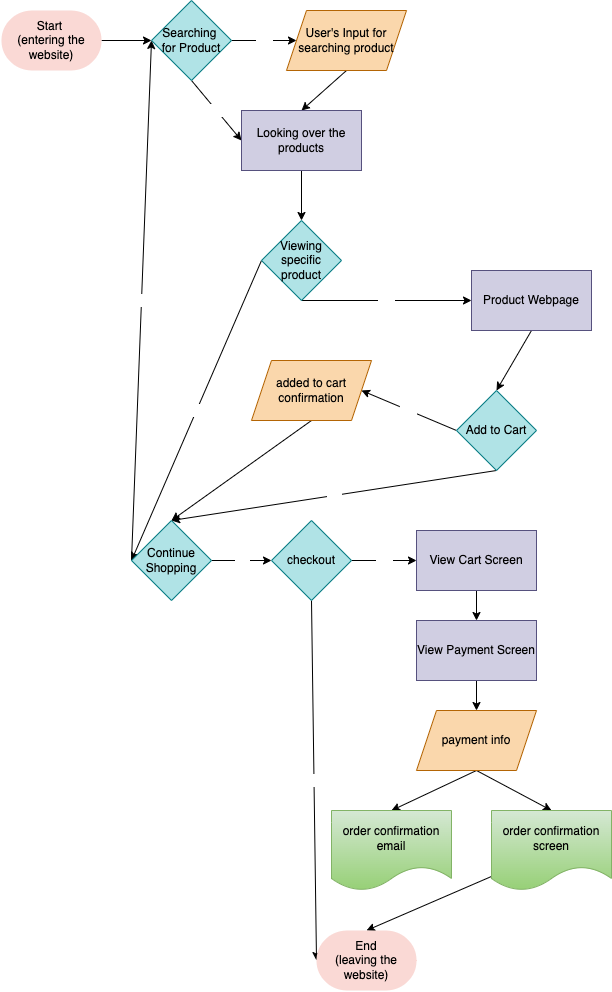 Start
(entering the
website)
Searching
for Product
User's Input for
searching product
Looking over the
products
Viewing
specific
product
Product Webpage
added to cart
confirmation
Add to Cart
Continue
Shopping
checkout
View Cart Screen
View Payment Screen
payment info
order confirmation
email
order confirmation
screen
End
(leaving the
website)